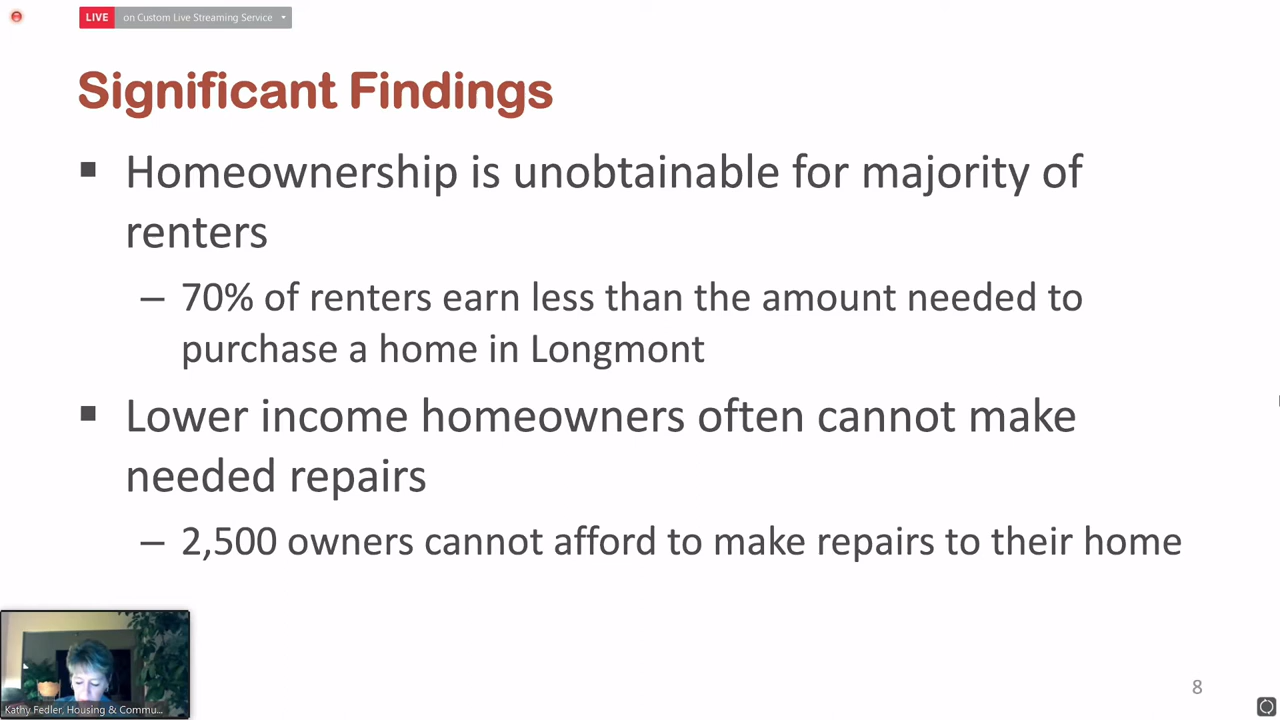 LIVE on Custom Live Streaming Service
Significant Findings
▪ Homeownership is unobtainable for majority of
renters
– 70% of renters earn less than the amount needed to
purchase a home in Longmont
▪ Lower income homeowners often cannot make
needed repairs
– 2,500 owners cannot afford to make repairs to their home
Kathy Fedler, Housing & Commu...
8